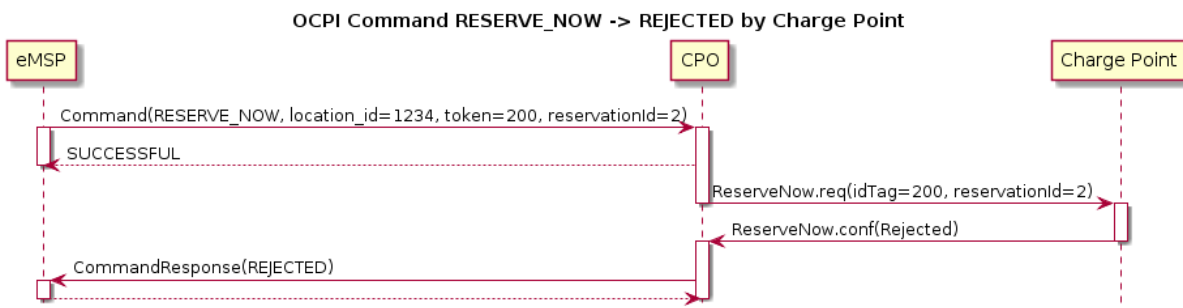 OCPI Command RESERVE_NOW -> REJECTED by Charge Point
eMSP
CPO
Charge Point
Command(RESERVE_NOW, location_id=1234, token=200, reservationId=2)
SUCCESSFUL
ReserveNow.req(idTag=200, reservationId=2)
ReserveNow.conf(Rejected)
CommandResponse(REJECTED)